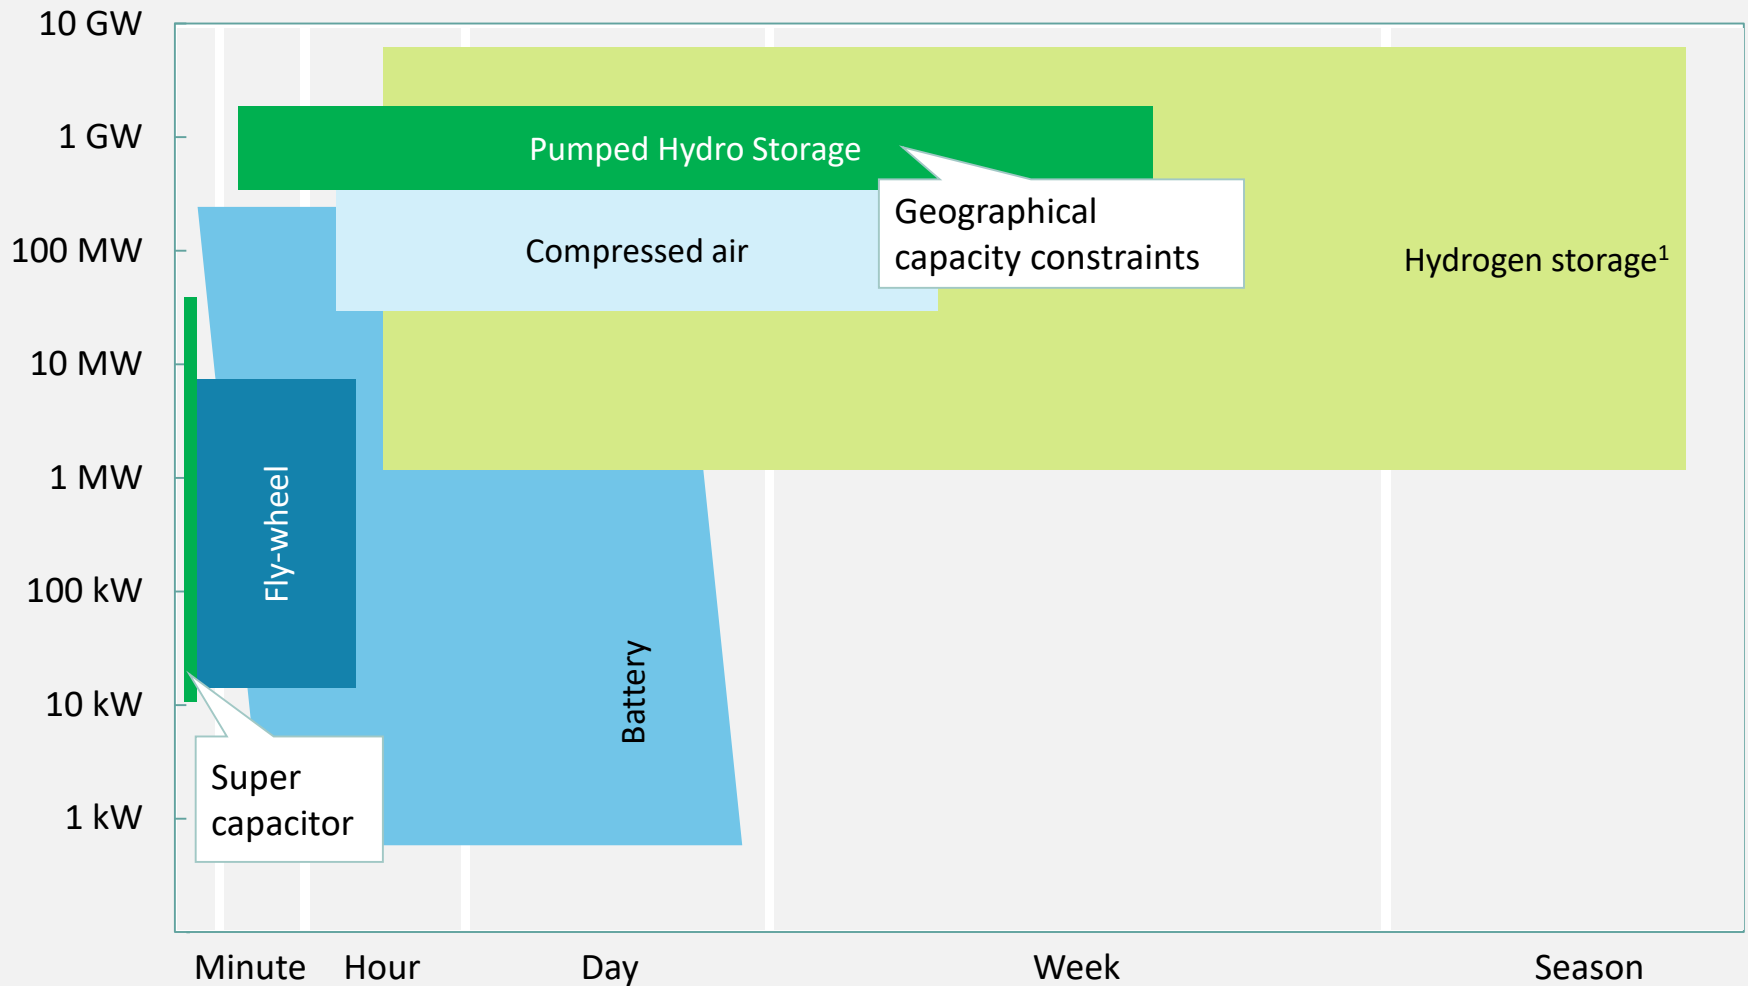 10 GW
1 GW
100 MW
10 MW
1 MW
100 kW
10 kW
1 kW
Pumped Hydro Storage
Geographical
capacity constraints
Compressed air
Hydrogen storage¹
Fly-wheel
Battery
Super
capacitor
Minute
Hour
Day
Week
Season